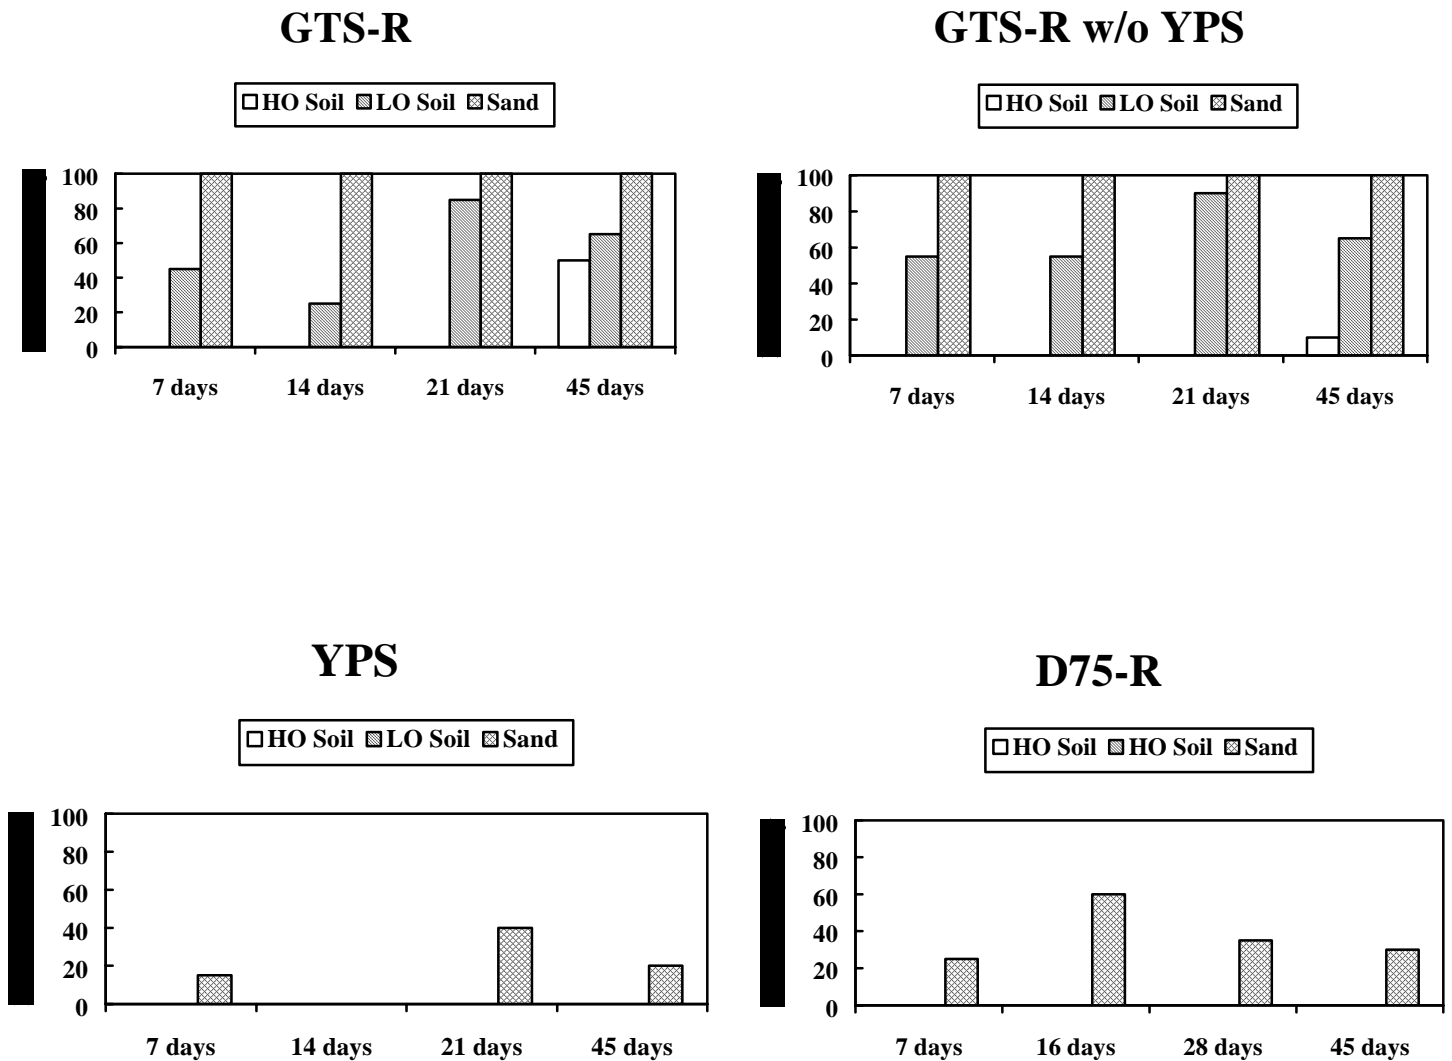 GTS-R
HO Soil LO Soil Sand
100
80
60
40
20
0
7 days 14 days 21 days 45 days
GTS-R w/o YPS
HO Soil LO Soil Sand
100
80
60
40
20
0
7 days 14 days 21 days 45 days
YPS
HO Soil LO Soil Sand
100
80
60
40
20
0
7 days 14 days 21 days 45 days
D75-R
HO Soil HO Soil Sand
100
80
60
40
20
0
7 days 16 days 28 days 45 days